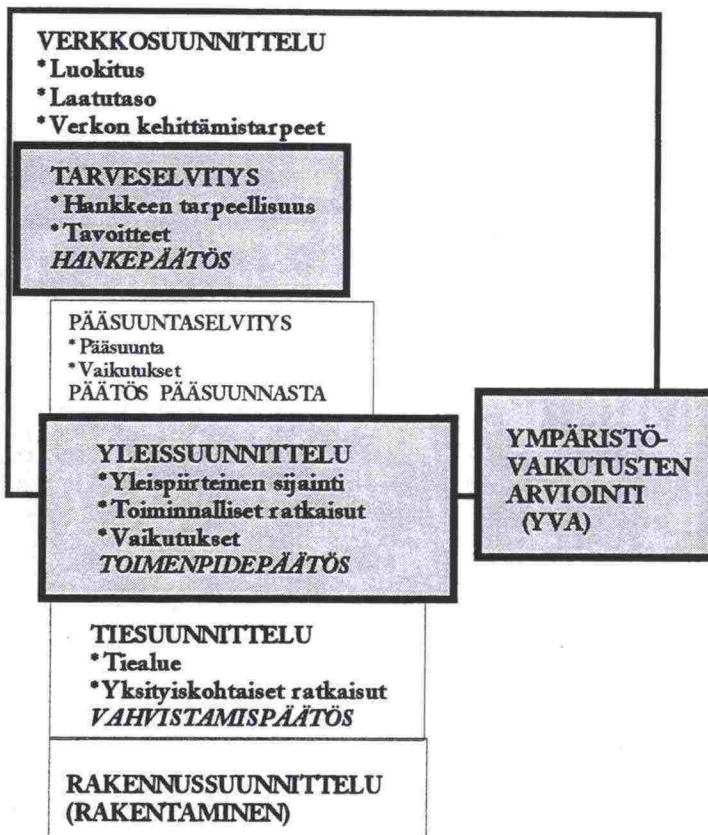 VERKKOSUUNNITTELU
*Luokitus
*Laatutaso
*Verkon kehittämistarpeet
TARVESELVITYS
*Hankkeen tarpeellisuus
*Tavoitteet
HANKEPÄÄTÖS
PÄÄSUUNTASELVITYS
*Pääsuunta
*Vaikutukset
PÄÄTÖS PÄÄSUUNNASTA
YLEISSUUNNITTELU
*Yleispiirteinen sijainti
*Toiminnalliset ratkaisut
*Vaikutukset
TOIMENPIDEPÄÄTÖS
YMPÄRISTÖ-
VAIKUTUSTEN
ARVIOINTI
(YVA)
TIESUUNNITTELU
*Tiealue
*Yksityiskohtaiset ratkaisut
VAHVISTAMISPÄÄTÖS
RAKENNUSSUUNNITTELU
(RAKENTAMINEN)